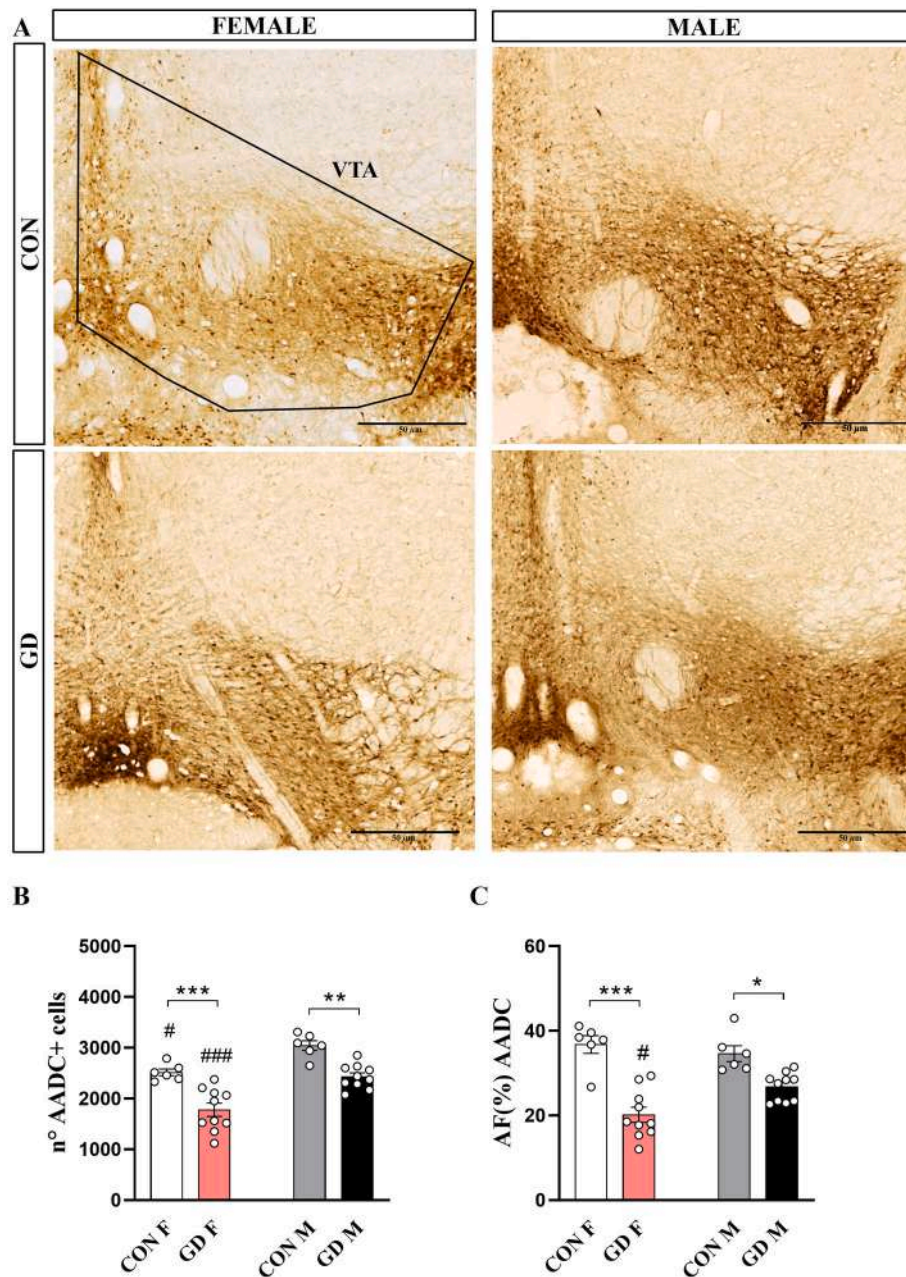 A
FEMALE
MALE
CON
VTA
50 µm
50 µm
GD
50 µm
50 µm
B
n° AADC+ cells
5000
4000
3000
2000
1000
0
***
**
#
###
CON F
GD F
CON M
GD M
C
AF(%) AADC
60
40
20
0
***
*
#
CON F
GD F
CON M
GD M